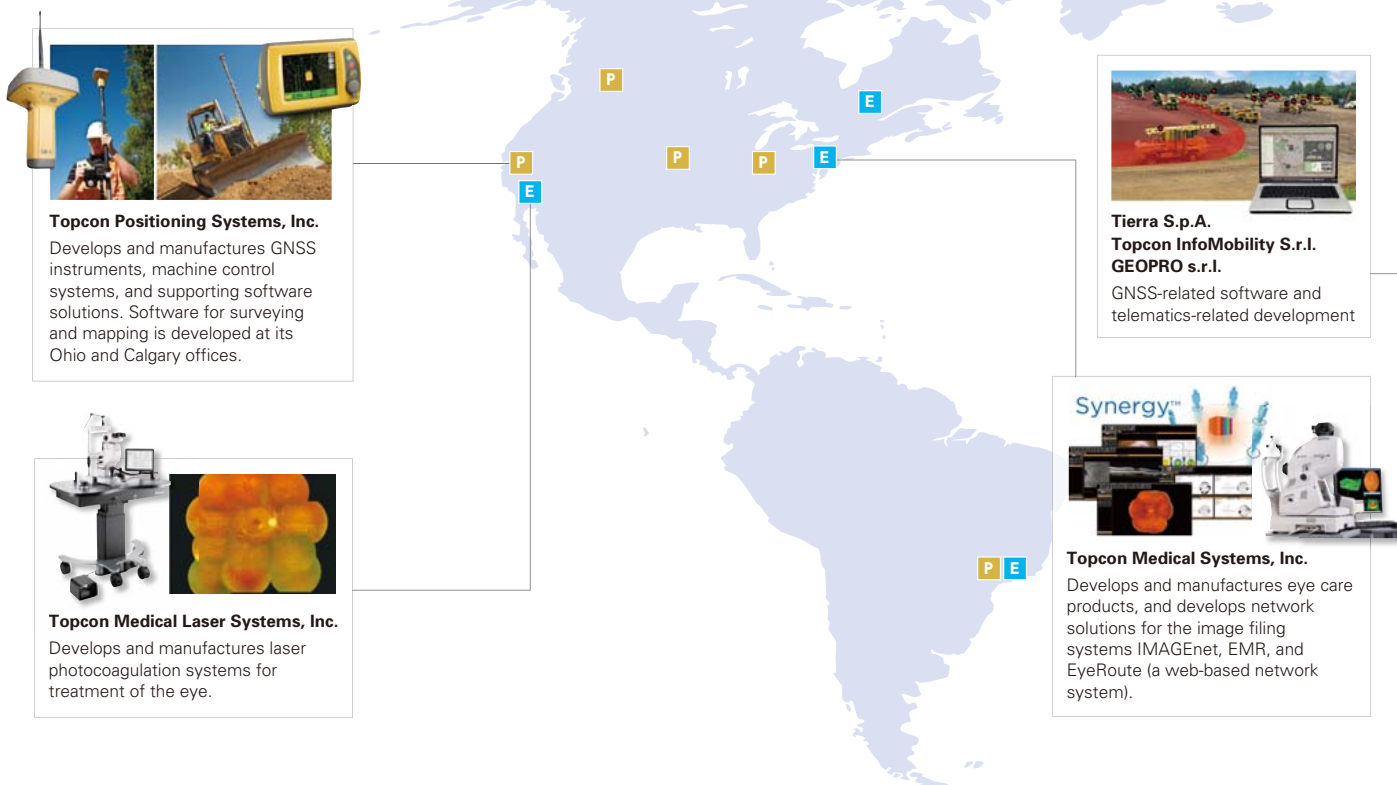 Topcon Positioning Systems, Inc.
Develops and manufactures GNSS
instruments, machine control
systems, and supporting software
solutions. Software for surveying
and mapping is developed at its
Ohio and Calgary offices.
Topcon Medical Laser Systems, Inc.
Develops and manufactures laser
photocoagulation systems for
treatment of the eye.
P
E
P
P
P
E
E
P E
Tierra S.p.A.
Topcon InfoMobility S.r.l.
GEOPRO s.r.l.
GNSS-related software and
telematics-related development
Synergy™
Topcon Medical Systems, Inc.
Develops and manufactures eye care
products, and develops network
solutions for the image filing
systems IMAGEnet, EMR, and
EyeRoute (a web-based network
system).